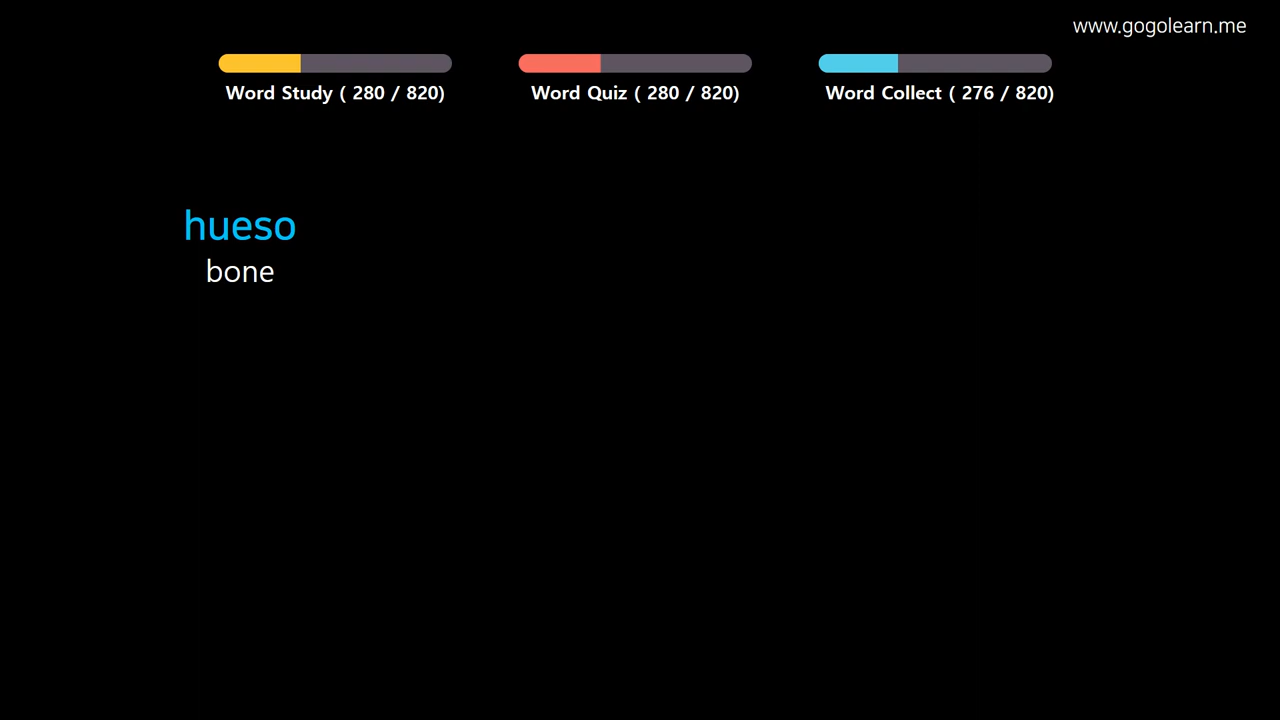 www.gogolearn.me
Word Study ( 280 / 820)
Word Quiz ( 280 / 820)
Word Collect ( 276 / 820)
hueso
bone